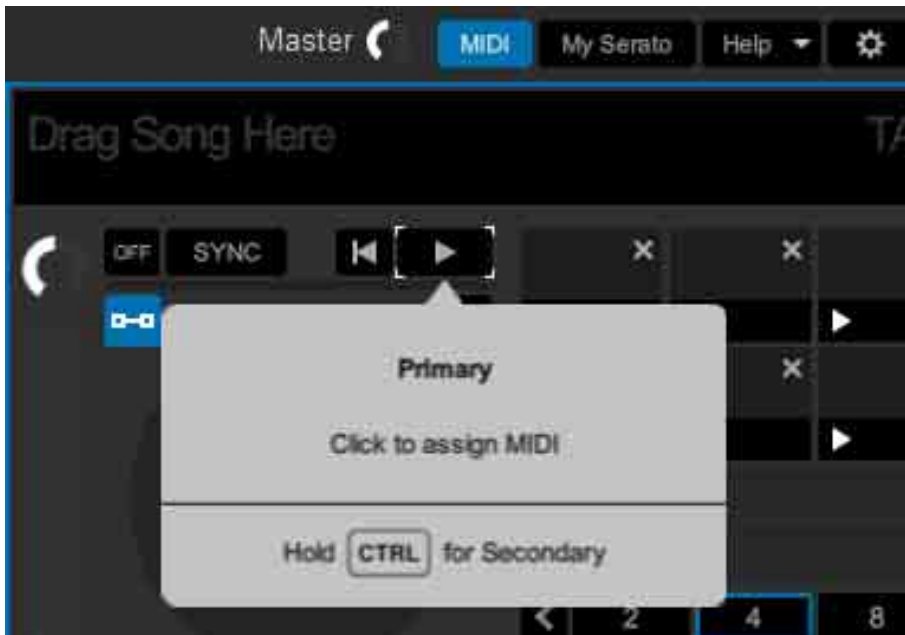 Master MIDI My Serato Help
Drag Song Here TA
OFF SYNC
Primary
Click to assign MIDI
Hold CTRL for Secondary
2 4 8